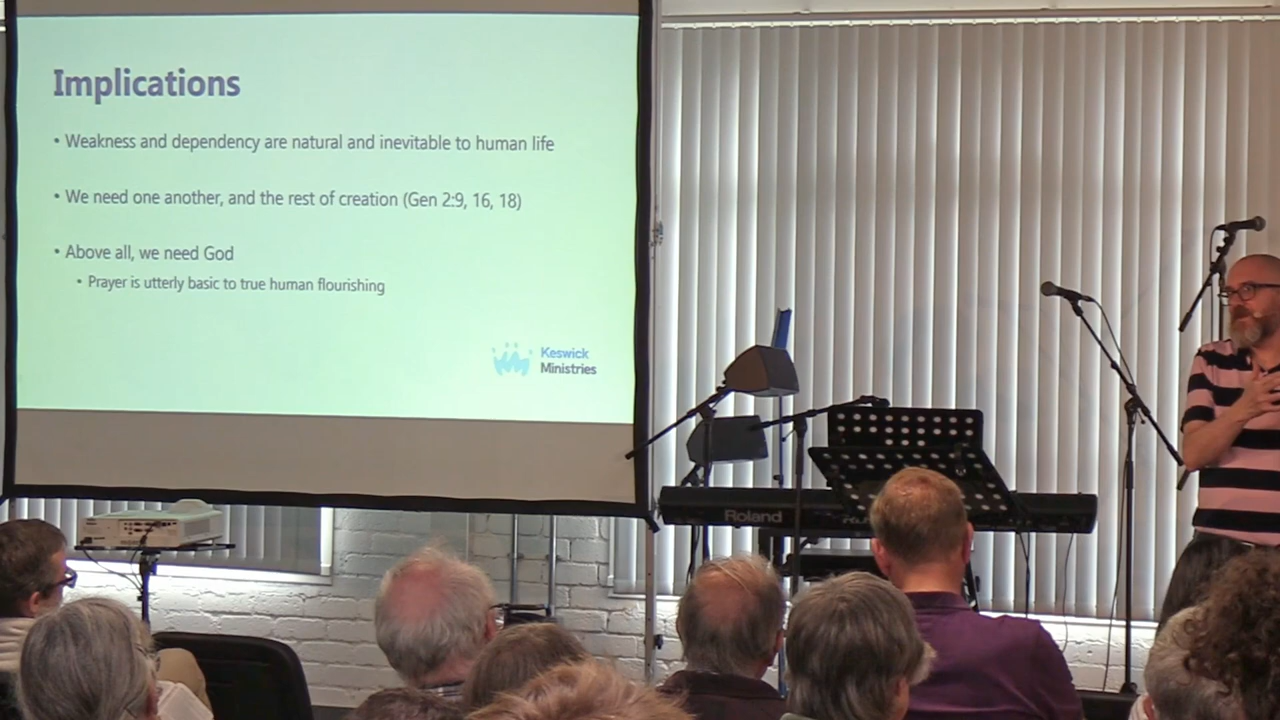 Implications
• Weakness and dependency are natural and inevitable to human life
• We need one another, and the rest of creation (Gen 2:9, 16, 18)
• Above all, we need God
• Prayer is utterly basic to true human flourishing
Keswick
Ministries
Roland